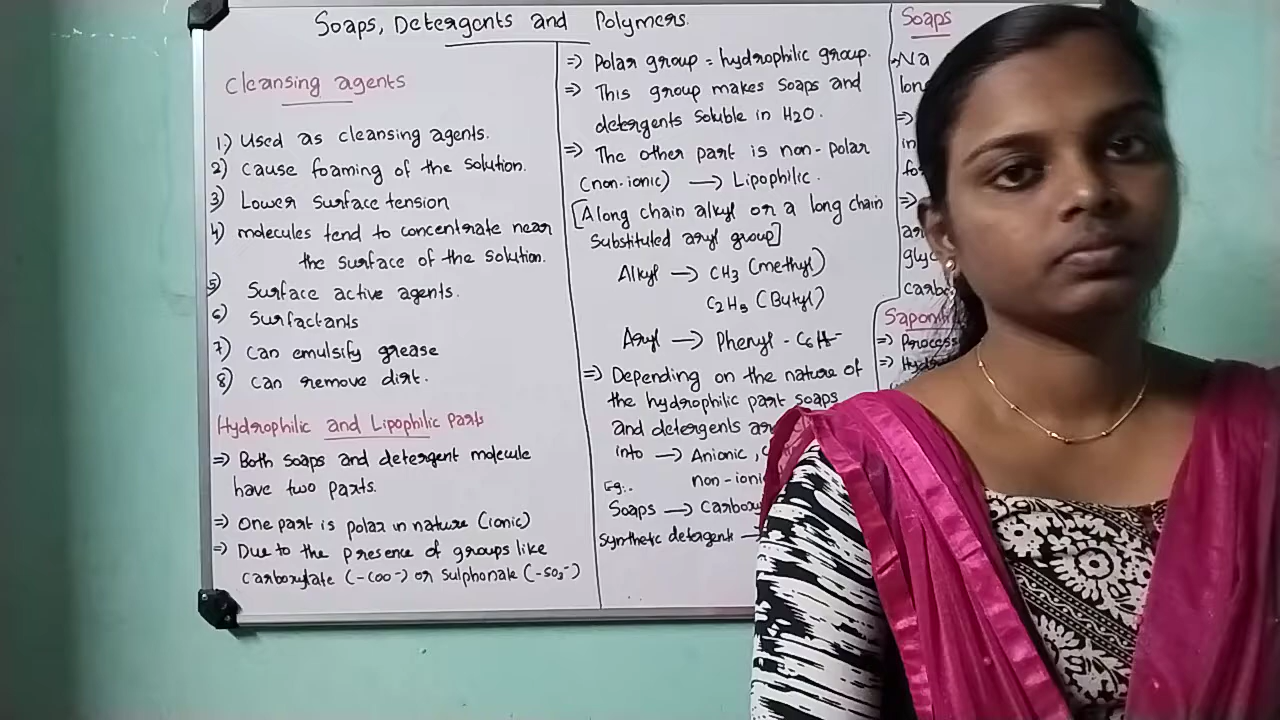 Soaps, Detergents and Polymers.
Cleansing agents
1) Used as cleansing agents.
2) Cause foaming of the solution.
3) Lower surface tension
4) molecules tend to concentrate near
the surface of the solution.
5) Surface active agents.
6) Surfactants
7) Can emulsify grease
8) Can remove dirt.
Hydrophilic and Lipophilic Parts
⇒ Both soaps and detergent molecule
have two parts.
⇒ One part is polar in nature (ionic)
⇒ Due to the presence of groups like
carboxylate (-COO⁻) or Sulphonate (-SO₃⁻)
⇒ Polar group = hydrophilic group.
⇒ This group makes soaps and
detergents soluble in H2O.
⇒ The other part is non-polar
(non-ionic) → Lipophilic.
[A long chain alkyl or a long chain
substituted aryl group]
Alkyl → CH3 (methyl)
C2H5 (Butyl)
Aryl → Phenyl - C6H5-
⇒ Depending on the nature of
the hydrophilic part soaps
and detergents
into → Anionic,
non-ionic
Eg:-
Soaps →
Synthetic detergent →
Soaps
Na
⇒
in
⇒
Saponi
⇒ Process
⇒